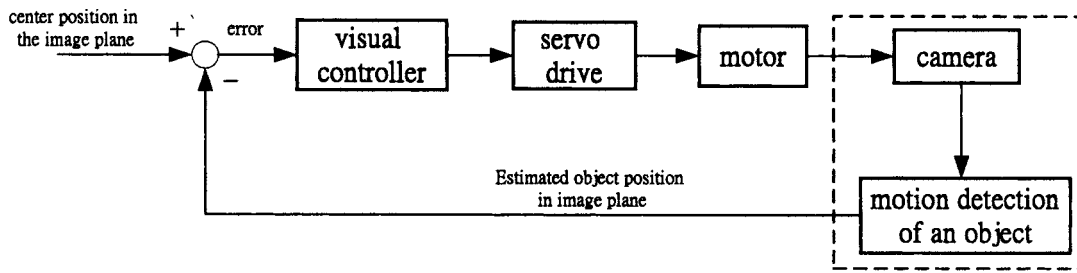 center position in
the image plane
+
−
error
visual
controller
servo
drive
motor
camera
motion detection
of an object
Estimated object position
in image plane